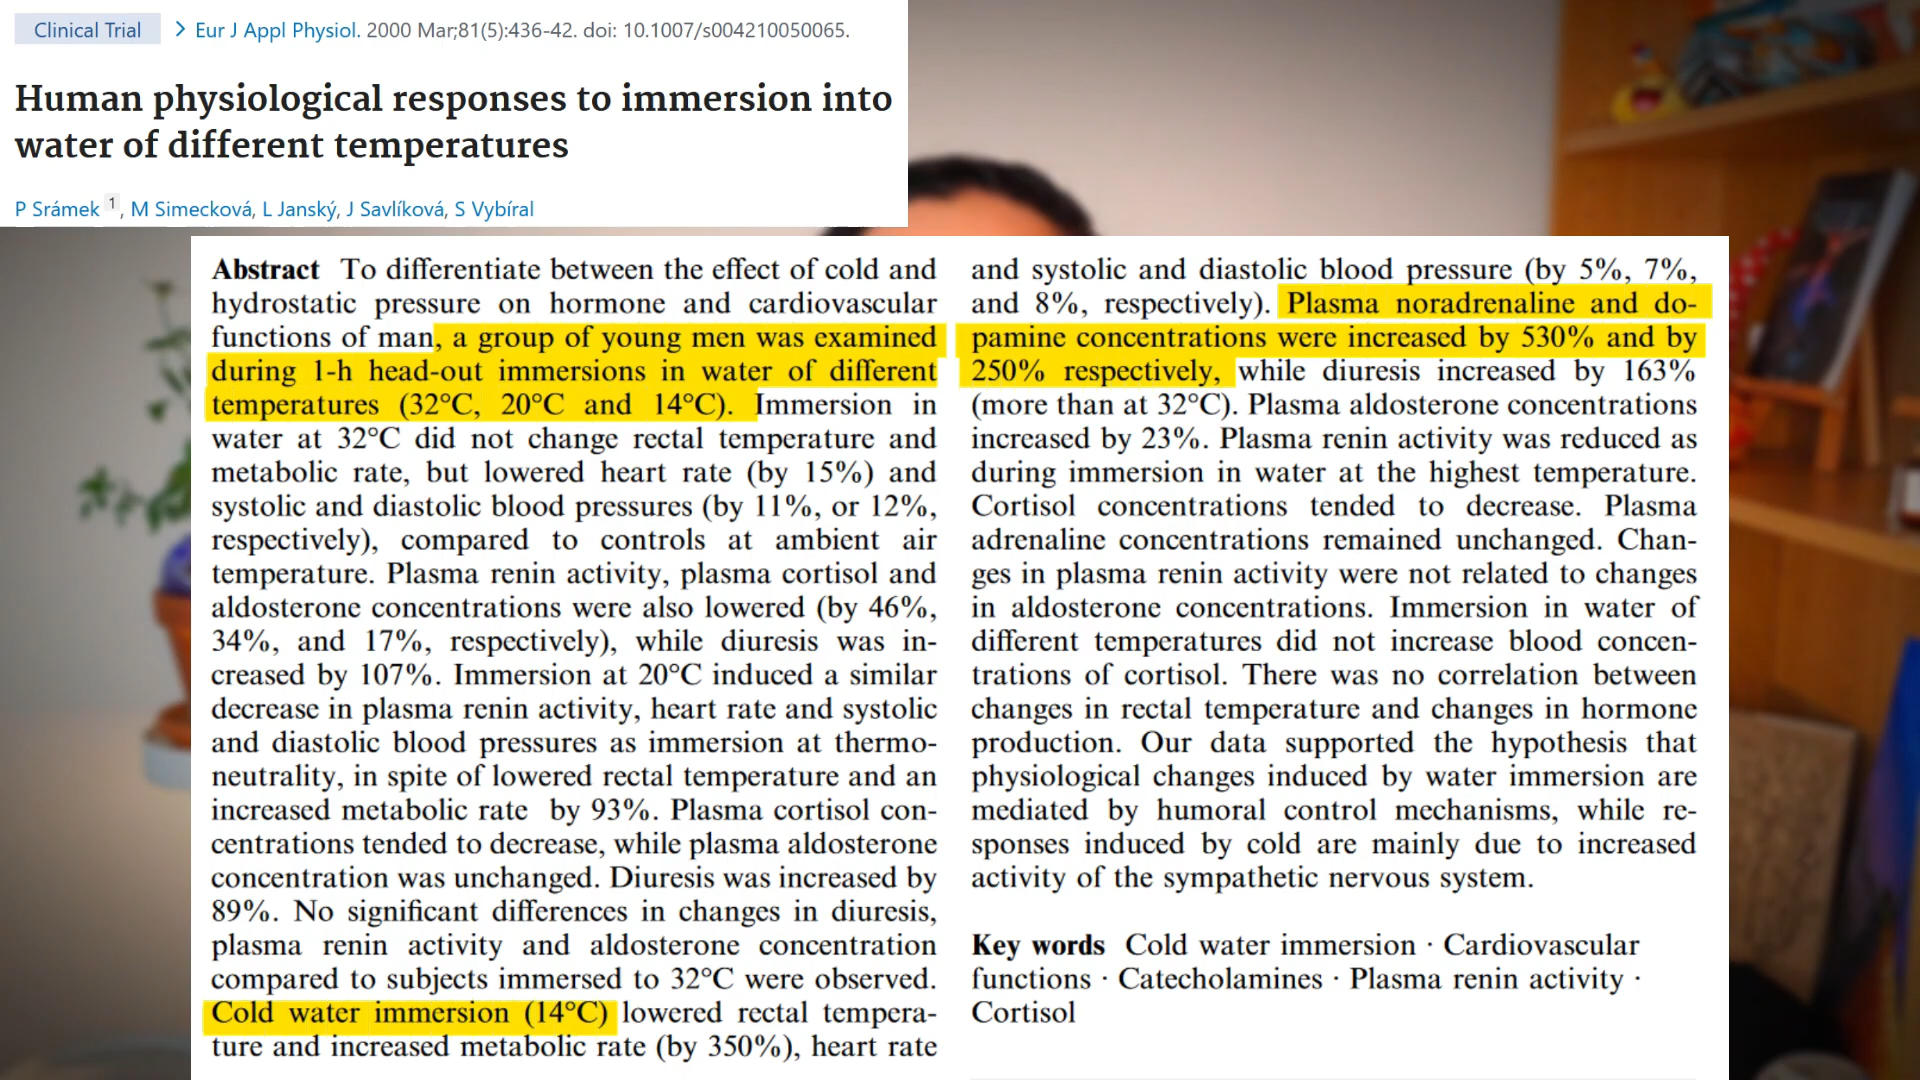 Clinical Trial > Eur J Appl Physiol. 2000 Mar;81(5):436-42. doi: 10.1007/s004210050065.
Human physiological responses to immersion into
water of different temperatures
P Srámek 1, M Simecková, L Janský, J Savlíková, S Vybíral
Abstract To differentiate between the effect of cold and
hydrostatic pressure on hormone and cardiovascular
functions of man, a group of young men was examined
during 1-h head-out immersions in water of different
temperatures (32°C, 20°C and 14°C). Immersion in
water at 32°C did not change rectal temperature and
metabolic rate, but lowered heart rate (by 15%) and
systolic and diastolic blood pressures (by 11%, or 12%,
respectively), compared to controls at ambient air
temperature. Plasma renin activity, plasma cortisol and
aldosterone concentrations were also lowered (by 46%,
34%, and 17%, respectively), while diuresis was in-
creased by 107%. Immersion at 20°C induced a similar
decrease in plasma renin activity, heart rate and systolic
and diastolic blood pressures as immersion at thermo-
neutrality, in spite of lowered rectal temperature and an
increased metabolic rate by 93%. Plasma cortisol con-
centrations tended to decrease, while plasma aldosterone
concentration was unchanged. Diuresis was increased by
89%. No significant differences in changes in diuresis,
plasma renin activity and aldosterone concentration
compared to subjects immersed to 32°C were observed.
Cold water immersion (14°C) lowered rectal tempera-
ture and increased metabolic rate (by 350%), heart rate
and systolic and diastolic blood pressure (by 5%, 7%,
and 8%, respectively). Plasma noradrenaline and do-
pamine concentrations were increased by 530% and by
250% respectively, while diuresis increased by 163%
(more than at 32°C). Plasma aldosterone concentrations
increased by 23%. Plasma renin activity was reduced as
during immersion in water at the highest temperature.
Cortisol concentrations tended to decrease. Plasma
adrenaline concentrations remained unchanged. Chan-
ges in plasma renin activity were not related to changes
in aldosterone concentrations. Immersion in water of
different temperatures did not increase blood concen-
trations of cortisol. There was no correlation between
changes in rectal temperature and changes in hormone
production. Our data supported the hypothesis that
physiological changes induced by water immersion are
mediated by humoral control mechanisms, while re-
sponses induced by cold are mainly due to increased
activity of the sympathetic nervous system.
Key words Cold water immersion · Cardiovascular
functions · Catecholamines · Plasma renin activity ·
Cortisol